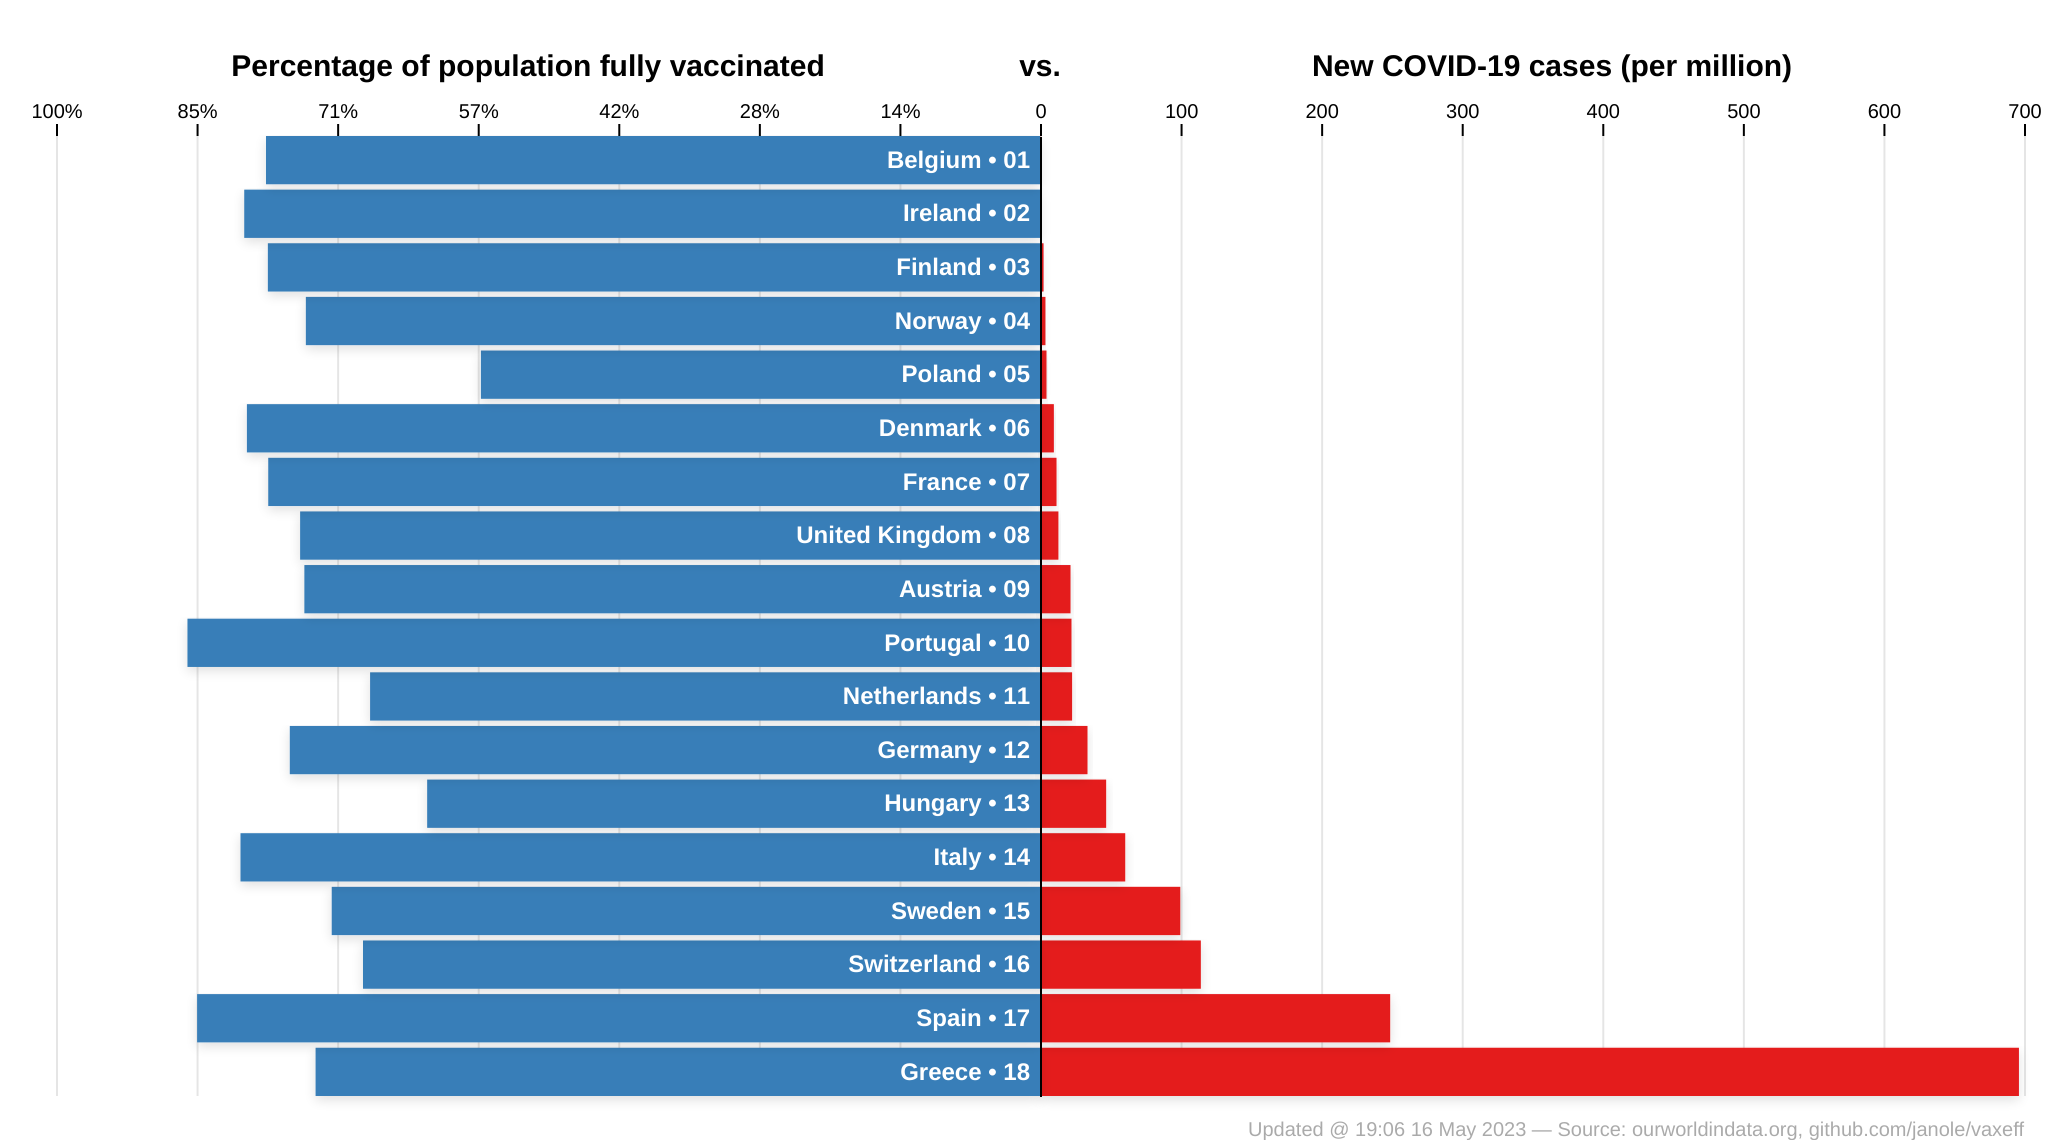 Percentage of population fully vaccinated vs. New COVID-19 cases (per million)
100% 85% 71% 57% 42% 28% 14% 0 100 200 300 400 500 600 700
Belgium • 01
Ireland • 02
Finland • 03
Norway • 04
Poland • 05
Denmark • 06
France • 07
United Kingdom • 08
Austria • 09
Portugal • 10
Netherlands • 11
Germany • 12
Hungary • 13
Italy • 14
Sweden • 15
Switzerland • 16
Spain • 17
Greece • 18
Updated @ 19:06 16 May 2023 — Source: ourworldindata.org, github.com/janole/vaxeff